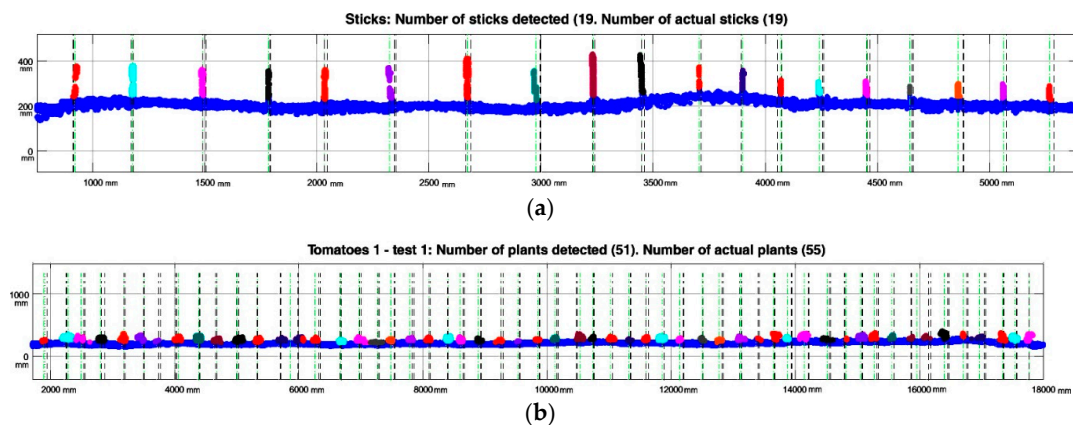 Sticks: Number of sticks detected (19. Number of actual sticks (19)
400
mm
200
mm
0
mm
1000 mm 1500 mm 2000 mm 2500 mm 3000 mm 3500 mm 4000 mm 4500 mm 5000 mm
(a)
Tomatoes 1 - test 1: Number of plants detected (51). Number of actual plants (55)
1000
mm
0
mm
2000 mm 4000 mm 6000 mm 8000 mm 10000 mm 12000 mm 14000 mm 16000 mm 18000
mm
(b)